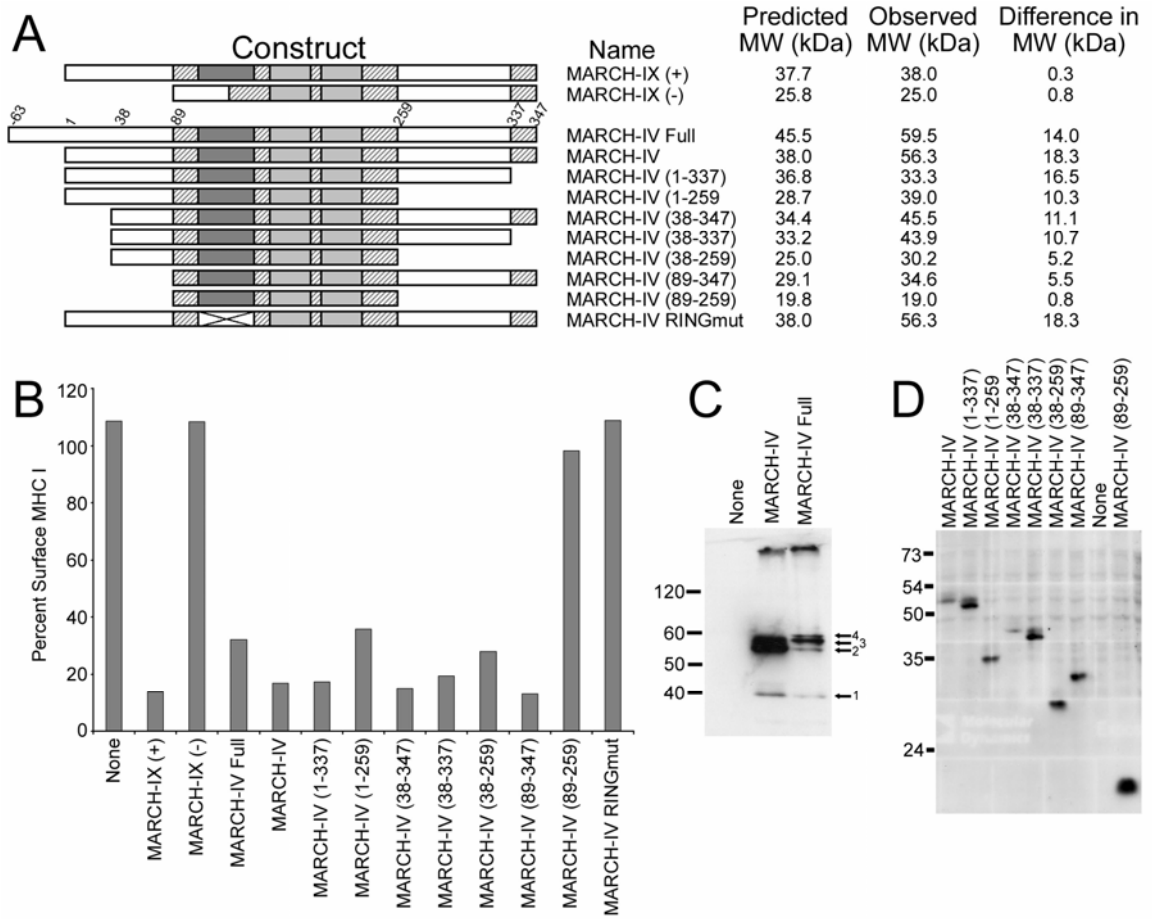 A
Construct
Name
Predicted MW (kDa)
Observed MW (kDa)
Difference in MW (kDa)
MARCH-IX (+) 37.7 38.0 0.3
MARCH-IX (-) 25.8 25.0 0.8
-63 1 38 89 259 337 347
MARCH-IV Full 45.5 59.5 14.0
MARCH-IV 38.0 56.3 18.3
MARCH-IV (1-337) 36.8 33.3 16.5
MARCH-IV (1-259 28.7 39.0 10.3
MARCH-IV (38-347) 34.4 45.5 11.1
MARCH-IV (38-337) 33.2 43.9 10.7
MARCH-IV (38-259) 25.0 30.2 5.2
MARCH-IV (89-347) 29.1 34.6 5.5
MARCH-IV (89-259) 19.8 19.0 0.8
MARCH-IV RINGmut 38.0 56.3 18.3
B
Percent Surface MHC I
120
100
80
60
40
20
0
None
MARCH-IX (+)
MARCH-IX (-)
MARCH-IV Full
MARCH-IV
MARCH-IV (1-337)
MARCH-IV (1-259)
MARCH-IV (38-347)
MARCH-IV (38-337)
MARCH-IV (38-259)
MARCH-IV (89-347)
MARCH-IV (89-259)
MARCH-IV RINGmut
C
None
MARCH-IV
MARCH-IV Full
120
60
50
40
4
3
2
1
D
MARCH-IV
MARCH-IV (1-337)
MARCH-IV (1-259
MARCH-IV (38-347)
MARCH-IV (38-337)
MARCH-IV (38-259)
MARCH-IV (89-347)
None
MARCH-IV (89-259)
73
54
50
35
24
Molecular
Dynamics